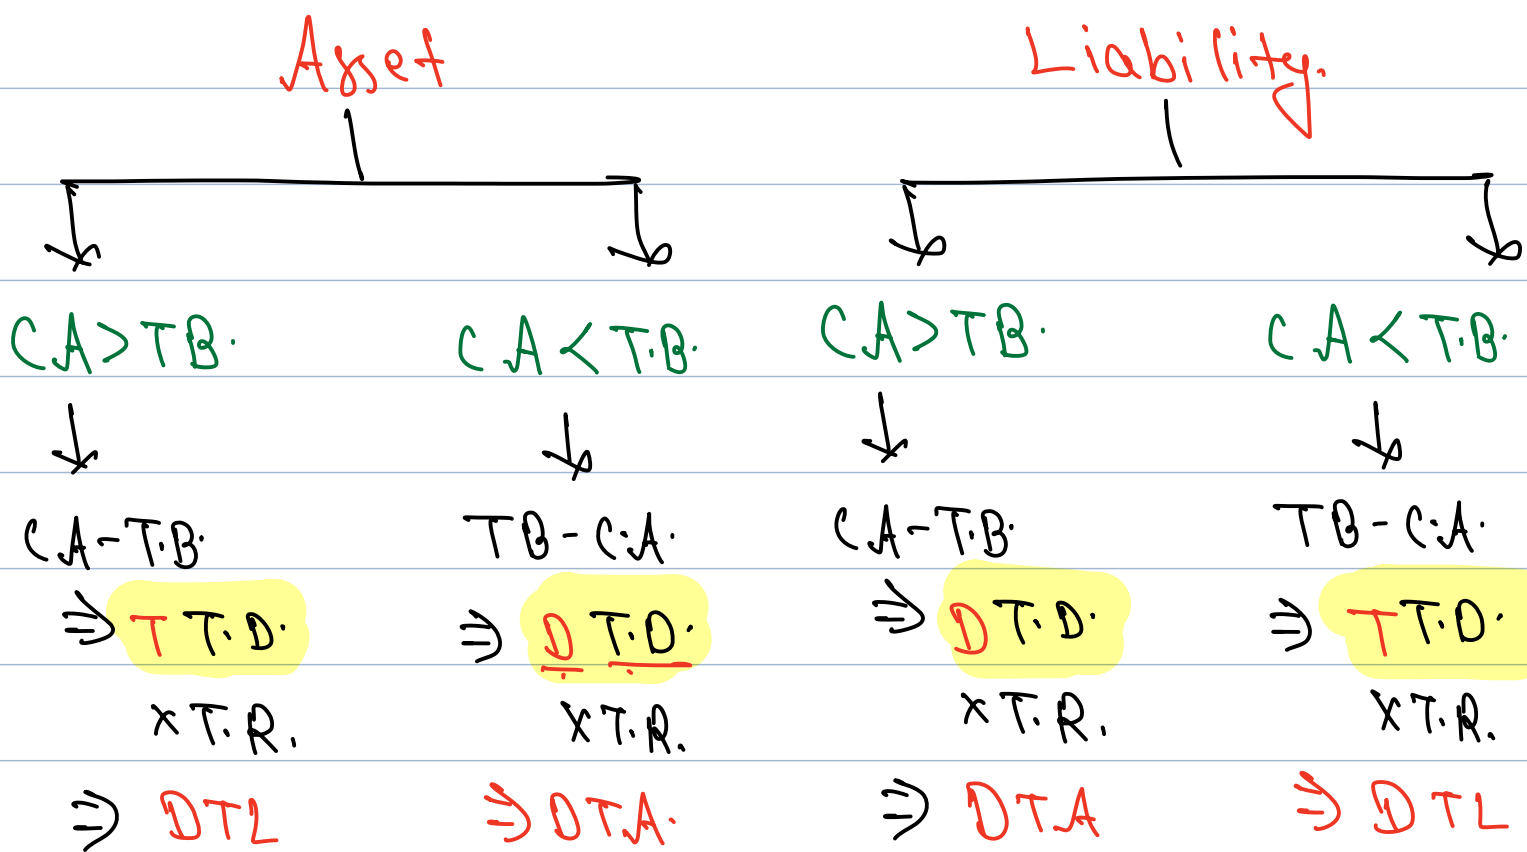 Asset Liability.
CA>TB. CA<T.B. CA>TB. CA<T.B.
CA-T.B. TB-C.A. CA-T.B. TB-C.A.
⇒ T T.D. ⇒ D T.D. ⇒ D T.D. ⇒ T T.D.
×T.R. ×T.R. ×T.R. ×T.R.
⇒ DTL ⇒ DTA. ⇒ DTA ⇒ DTL